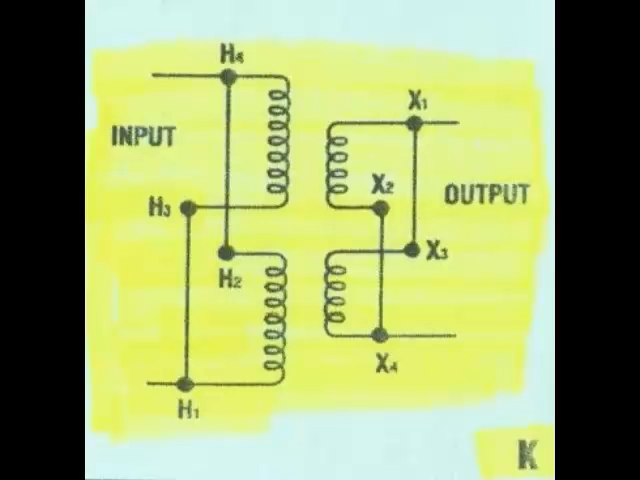 H₄
X₁
INPUT
X₂
OUTPUT
H₃
X₃
H₂
X₄
H₁
K